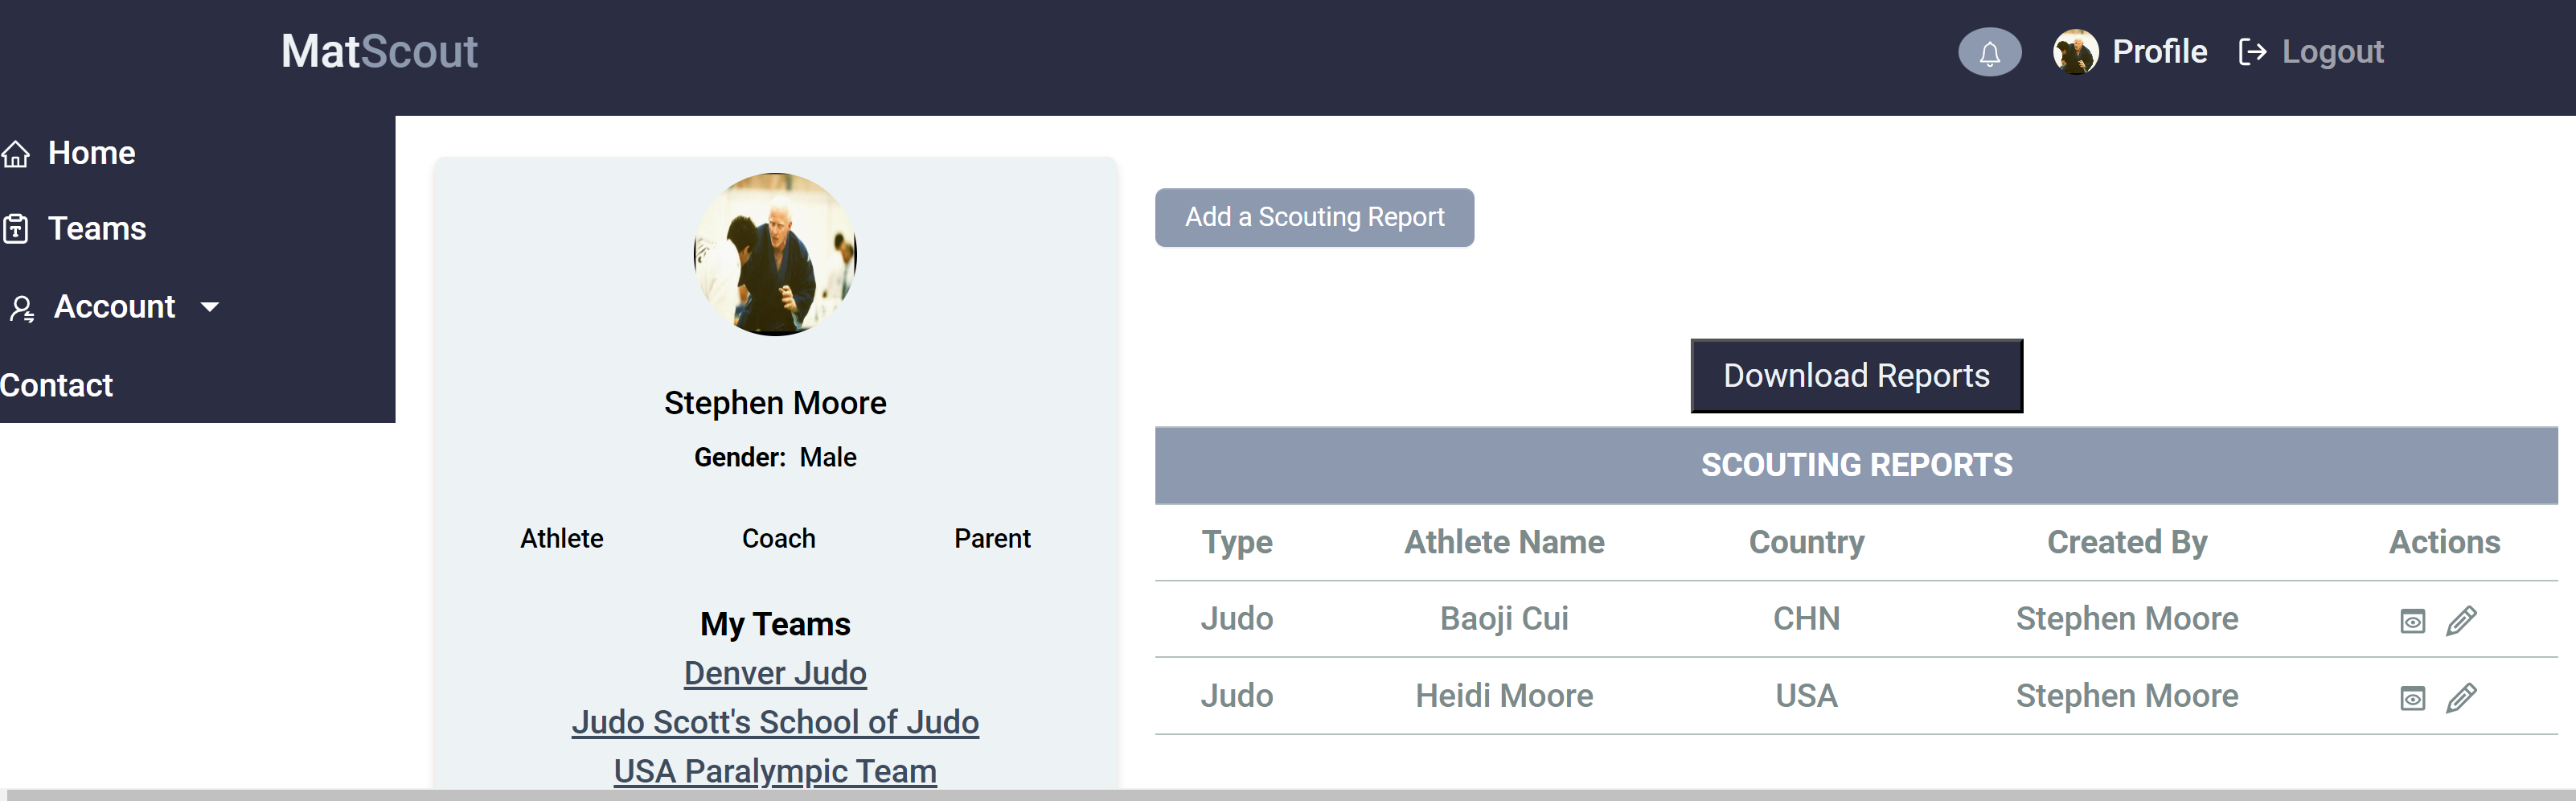 MatScout
Profile
Logout
Home
Teams
Account
Contact
Stephen Moore
Gender: Male
Athlete Coach Parent
My Teams
Denver Judo
Judo Scott's School of Judo
USA Paralympic Team
Add a Scouting Report
Download Reports
SCOUTING REPORTS
Type Athlete Name Country Created By Actions
Judo Baoji Cui CHN Stephen Moore
Judo Heidi Moore USA Stephen Moore